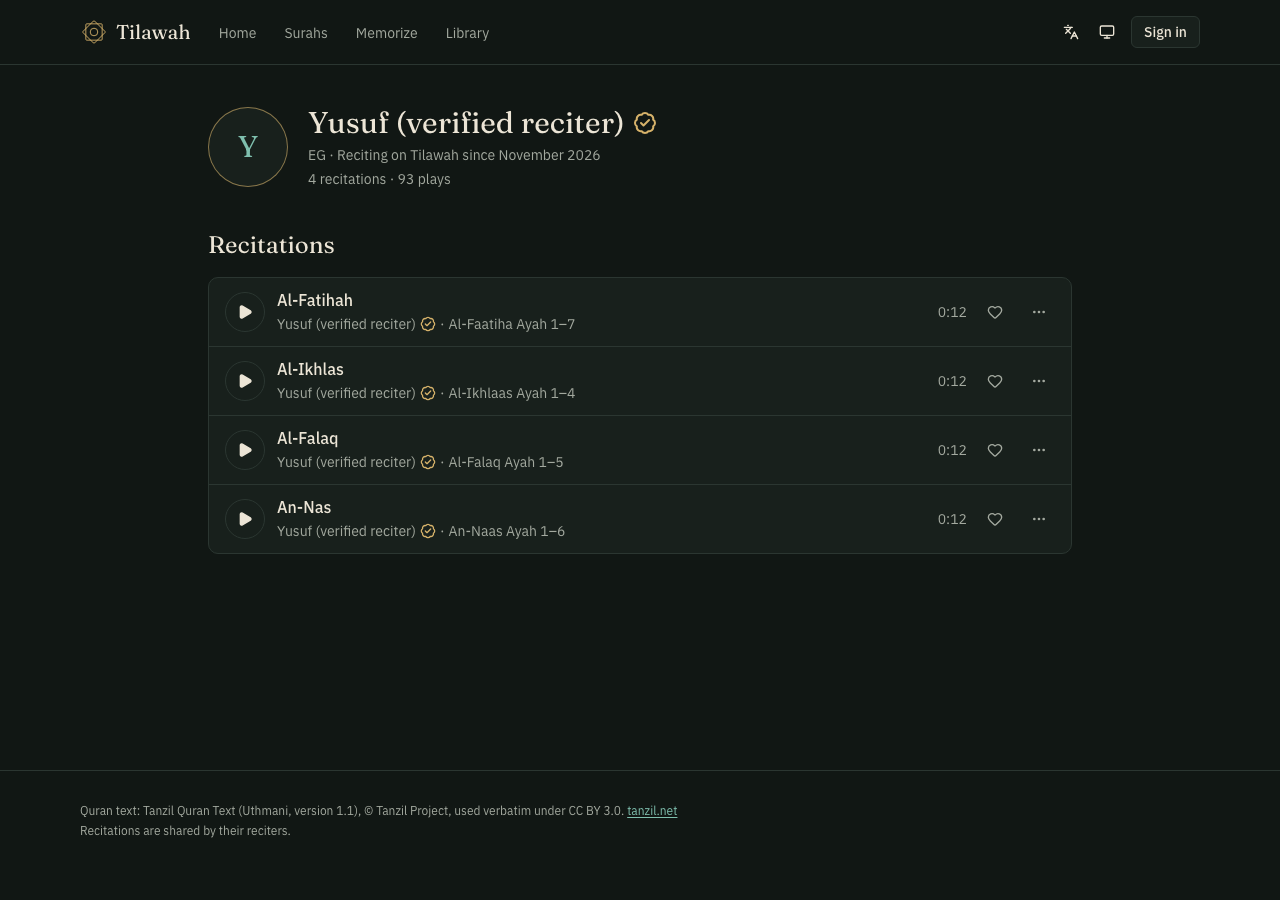 Tilawah Home Surahs Memorize Library Sign in
Y
Yusuf (verified reciter)
EG · Reciting on Tilawah since November 2026
4 recitations · 93 plays
Recitations
Al-Fatihah
Yusuf (verified reciter) · Al-Faatiha Ayah 1–7
0:12
Al-Ikhlas
Yusuf (verified reciter) · Al-Ikhlaas Ayah 1–4
0:12
Al-Falaq
Yusuf (verified reciter) · Al-Falaq Ayah 1–5
0:12
An-Nas
Yusuf (verified reciter) · An-Naas Ayah 1–6
0:12
Quran text: Tanzil Quran Text (Uthmani, version 1.1), © Tanzil Project, used verbatim under CC BY 3.0. tanzil.net
Recitations are shared by their reciters.